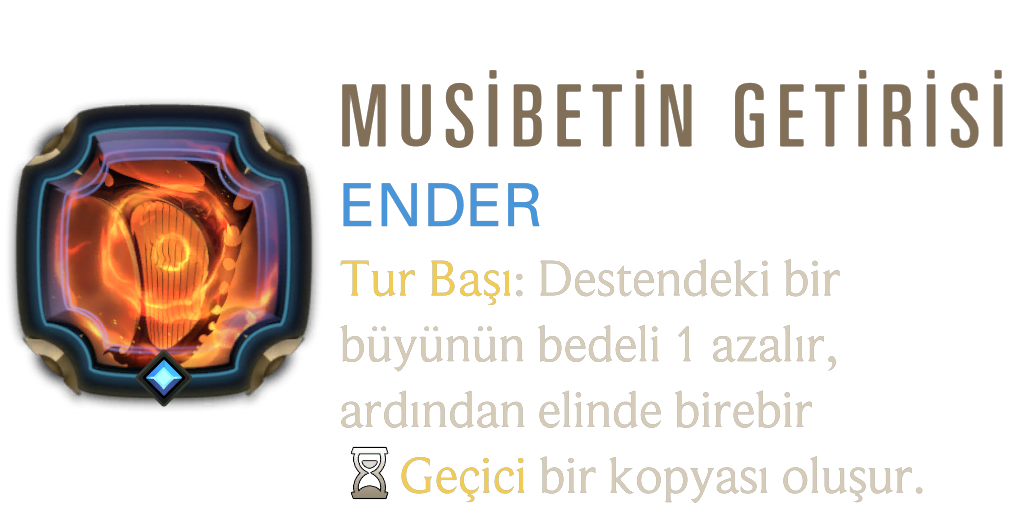 MUSİBETİN GETİRİSİ
ENDER
Tur Başı: Destendeki bir
büyünün bedeli 1 azalır,
ardından elinde birebir
Geçici bir kopyası oluşur.